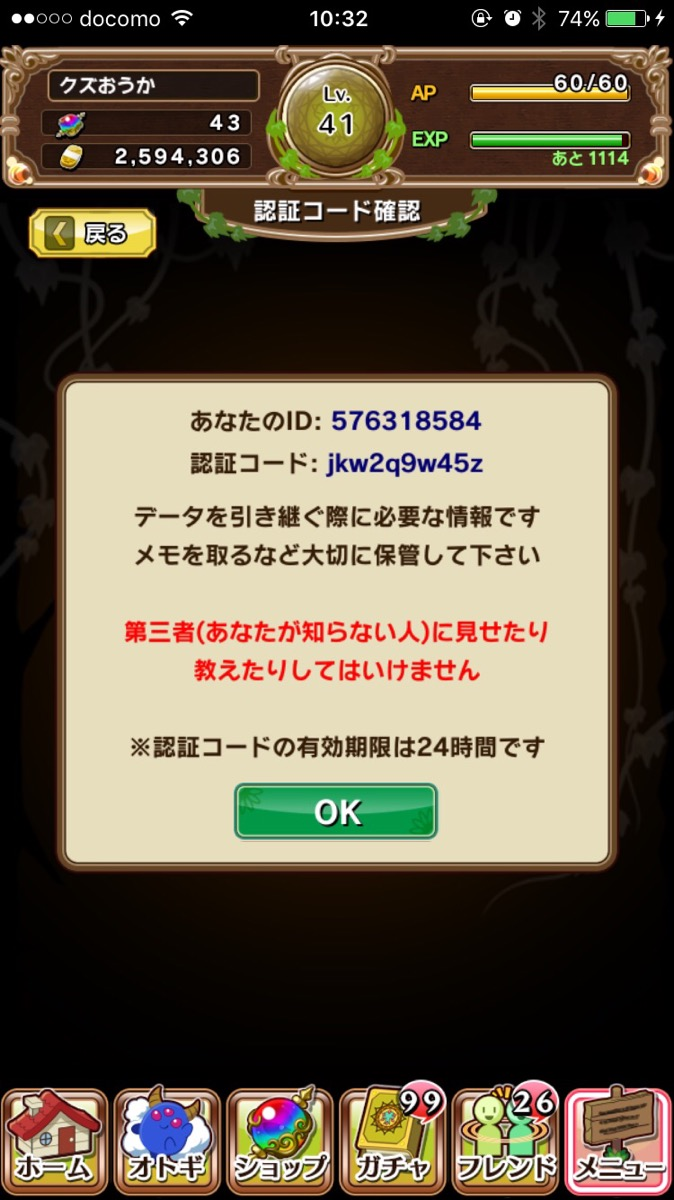 docomo 10:32 74%
クズおうか
43
2,594,306
Lv.
41
AP 60/60
EXP
あと1114
戻る
認証コード確認
あなたのID: 576318584
認証コード: jkw2q9w45z
データを引き継ぐ際に必要な情報です
メモを取るなど大切に保管して下さい
第三者(あなたが知らない人)に見せたり
教えたりしてはいけません
※認証コードの有効期限は24時間です
OK
99 26
ホーム オトギ ショップ ガチャ フレンド メニュー